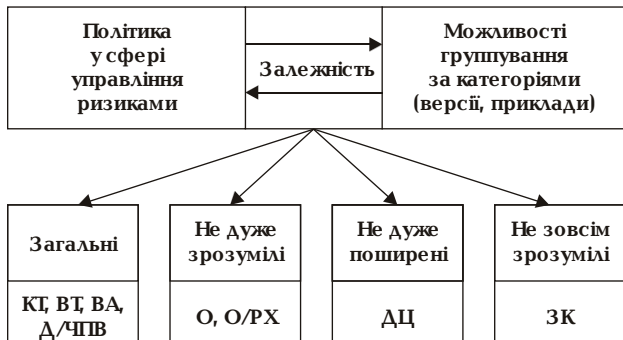 Політика
у сфері
управління
ризиками
Залежність
Можливості
группування
за категоріями
(версії, приклади)
Загальні
КТ, ВТ, ВА,
Д/ЧПВ
Не дуже
зрозумілі
О, О/РХ
Не дуже
поширені
ДЦ
Не зовсім
зрозумілі
ЗК